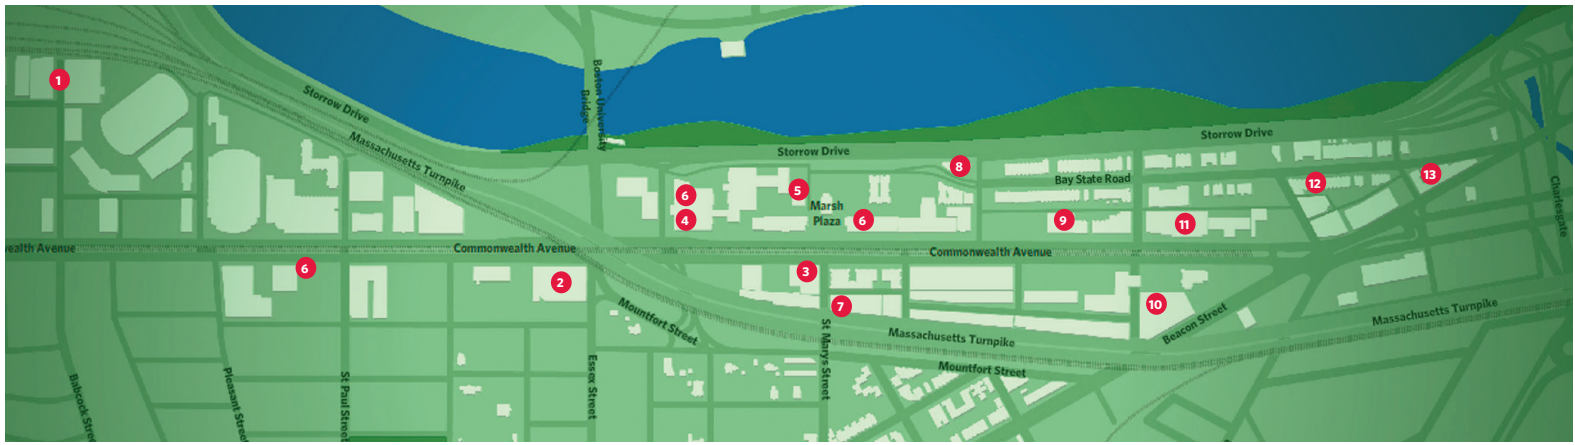 1
Storrow Drive
Massachusetts Turnpike
Boston University
Bridge
Storrow Drive
Storrow Drive
8
Bay State Road
12
13
6
5
Marsh
Plaza
4
6
9
11
Charlesgate
wealth Avenue
Commonwealth Avenue
Commonwealth Avenue
6
2
3
7
10
Mountfort Street
Massachusetts Turnpike
Beacon Street
Massachusetts Turnpike
Mountfort Street
Babcock Stre
Pleasant Stree
St Paul Street
Essex Street
St Marys Street